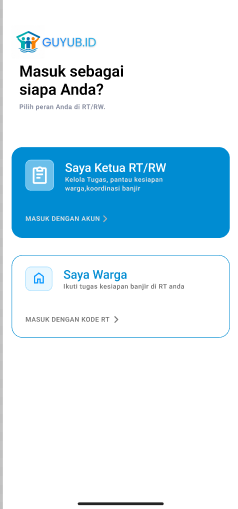 GUYUB.ID
Masuk sebagai
siapa Anda?
Pilih peran Anda di RT/RW.
Saya Ketua RT/RW
Kelola Tugas, pantau kesiapan
warga,koordinasi banjir
MASUK DENGAN AKUN
Saya Warga
Ikuti tugas kesiapan banjir di RT anda
MASUK DENGAN KODE RT